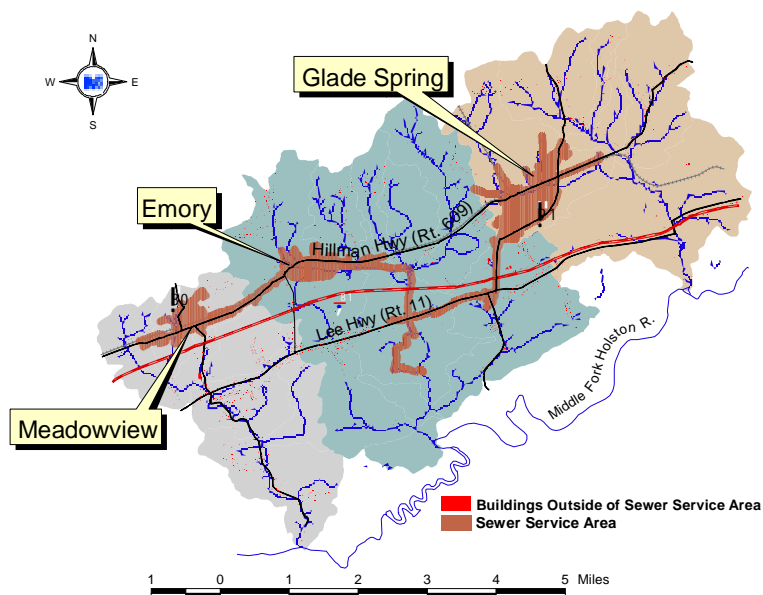 N
W E
S
Glade Spring
Emory
Hillman Hwy (Rt. 609)
Lee Hwy (Rt. 11)
Meadowview
Middle Fork Holston R.
Buildings Outside of Sewer Service Area
Sewer Service Area
1 0 1 2 3 4 5 Miles